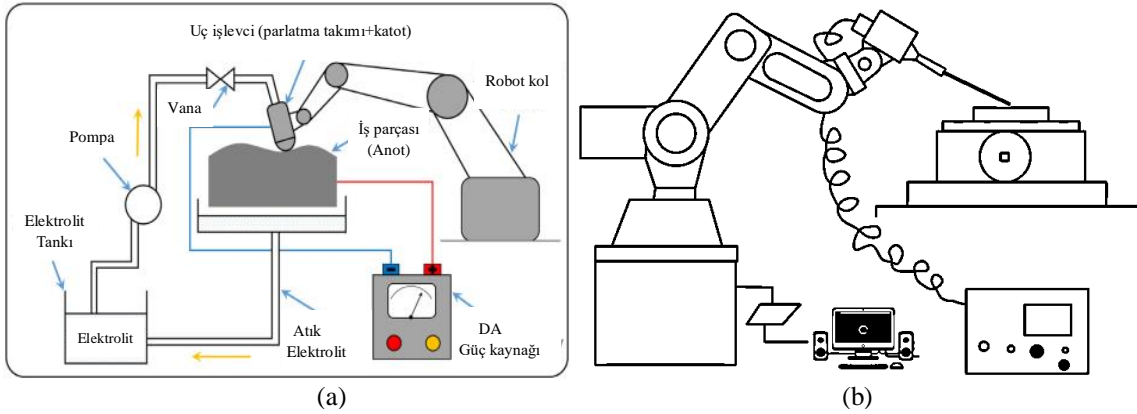 Uç işlevci (parlatma takımı+katot)
Robot kol
Vana
Pompa
İş parçası
(Anot)
Elektrolit
Tankı
Elektrolit
Atık
Elektrolit
DA
Güç kaynağı
(a)
(b)